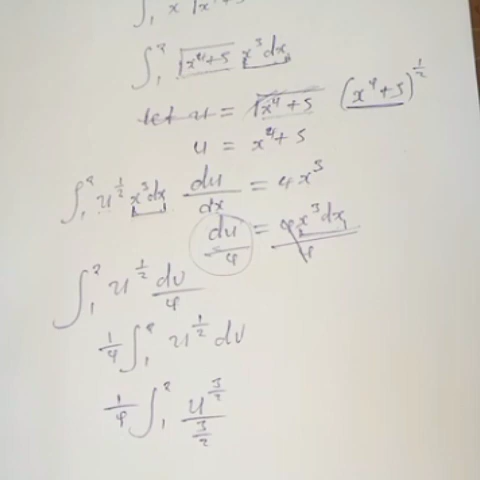 ∫₁² √x⁴+5 x³dx
let u = √x⁴+5 (x⁴+5)^½
u = x⁴+5
∫₁² u^½ x³dx du/dx = 4x³
du/4 = 4x³dx/4
∫₁² u^½ du/4
¼ ∫₁² u^½ du
¼ ∫₁² u^(3/2) / (3/2)